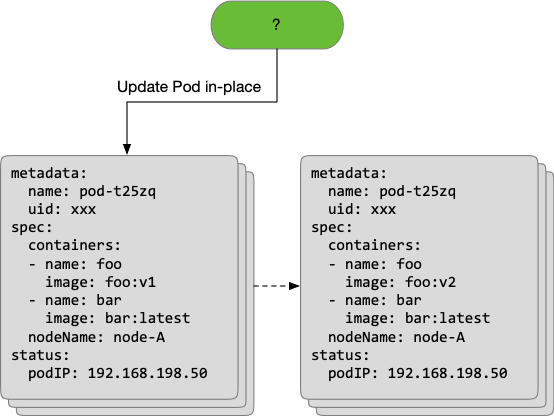 ?
Update Pod in-place
metadata:
  name: pod-t25zq
  uid: xxx
spec:
  containers:
  - name: foo
    image: foo:v1
  - name: bar
    image: bar:latest
  nodeName: node-A
status:
  podIP: 192.168.198.50
metadata:
  name: pod-t25zq
  uid: xxx
spec:
  containers:
  - name: foo
    image: foo:v2
  - name: bar
    image: bar:latest
  nodeName: node-A
status:
  podIP: 192.168.198.50